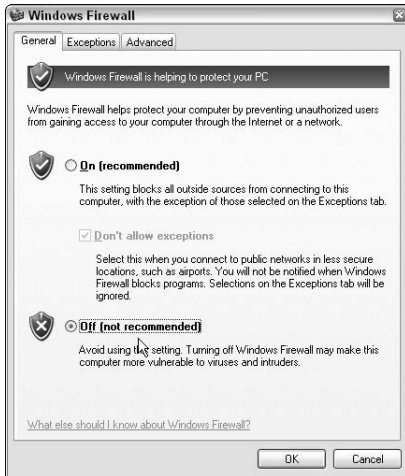 Windows Firewall
General Exceptions Advanced
Windows Firewall is helping to protect your PC
Windows Firewall helps protect your computer by preventing unauthorized users
from gaining access to your computer through the Internet or a network.
On (recommended)
This setting blocks all outside sources from connecting to this
computer, with the exception of those selected on the Exceptions tab.
Don't allow exceptions
Select this when you connect to public networks in less secure
locations, such as airports. You will not be notified when Windows
Firewall blocks programs. Selections on the Exceptions tab will be
ignored.
Off (not recommended)
Avoid using this setting. Turning off Windows Firewall may make this
computer more vulnerable to viruses and intruders.
What else should I know about Windows Firewall?
OK Cancel